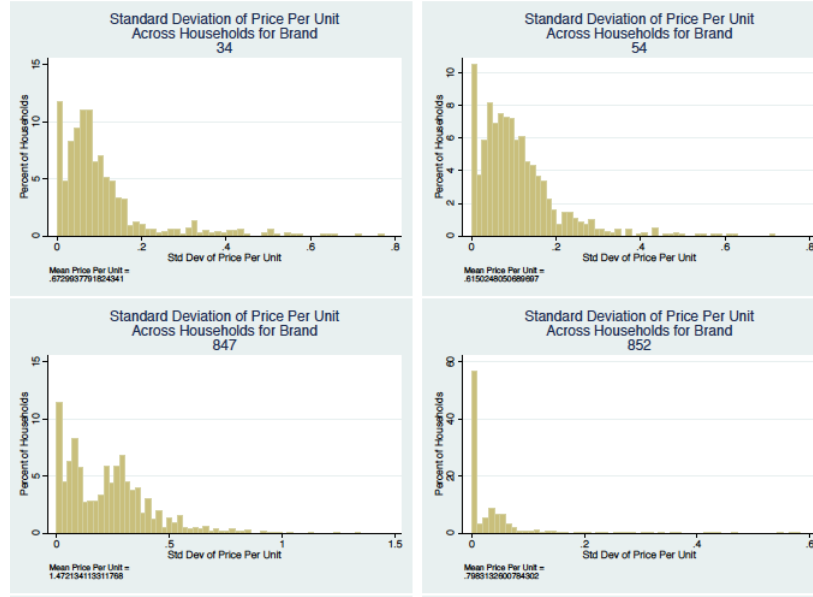 Standard Deviation of Price Per Unit
Across Households for Brand
34
Percent of Households
15
10
5
0
0
.2
.4
.6
.8
Std Dev of Price Per Unit
Mean Price Per Unit =
.6729937791824341
Standard Deviation of Price Per Unit
Across Households for Brand
54
Percent of Households
10
8
6
4
2
0
0
.2
.4
.6
.8
Std Dev of Price Per Unit
Mean Price Per Unit =
.6150248050689697
Standard Deviation of Price Per Unit
Across Households for Brand
847
Percent of Households
15
10
5
0
0
.5
1
1.5
Std Dev of Price Per Unit
Mean Price Per Unit =
1.472134113311768
Standard Deviation of Price Per Unit
Across Households for Brand
852
Percent of Households
60
40
20
0
0
.2
.4
.6
Std Dev of Price Per Unit
Mean Price Per Unit =
.7983132600784302